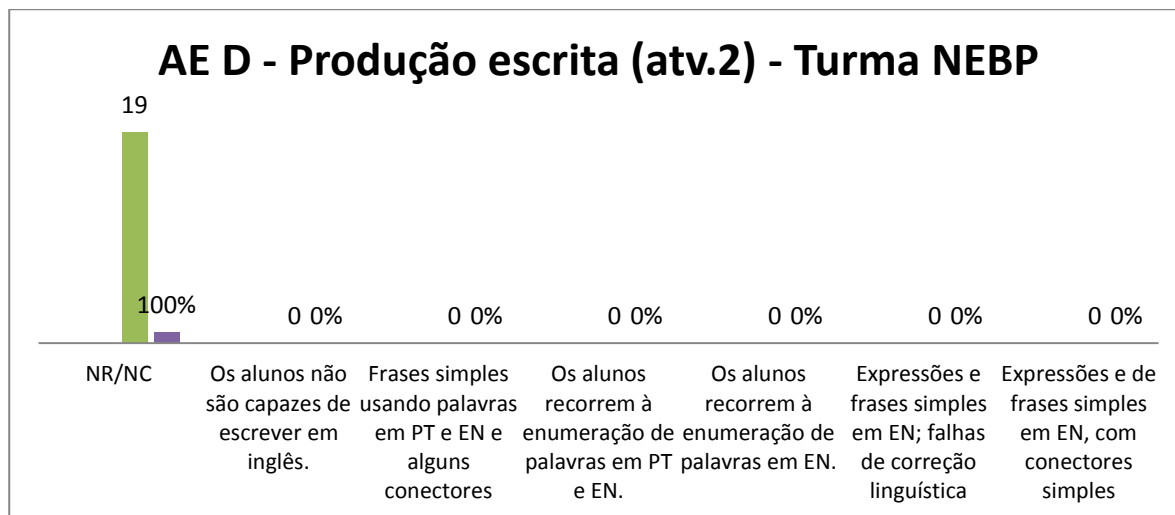 AE D - Produção escrita (atv.2) - Turma NEBP
19
100%
0 0%
0 0%
0 0%
0 0%
0 0%
0 0%
NR/NC
Os alunos não
são capazes de
escrever em
inglês.
Frases simples
usando palavras
em PT e EN e
alguns
conectores
Os alunos
recorrem à
enumeração de
palavras em PT
e EN.
Os alunos
recorrem à
enumeração de
palavras em EN.
Expressões e
frases simples
em EN; falhas
de correção
linguística
Expressões e de
frases simples
em EN, com
conectores
simples